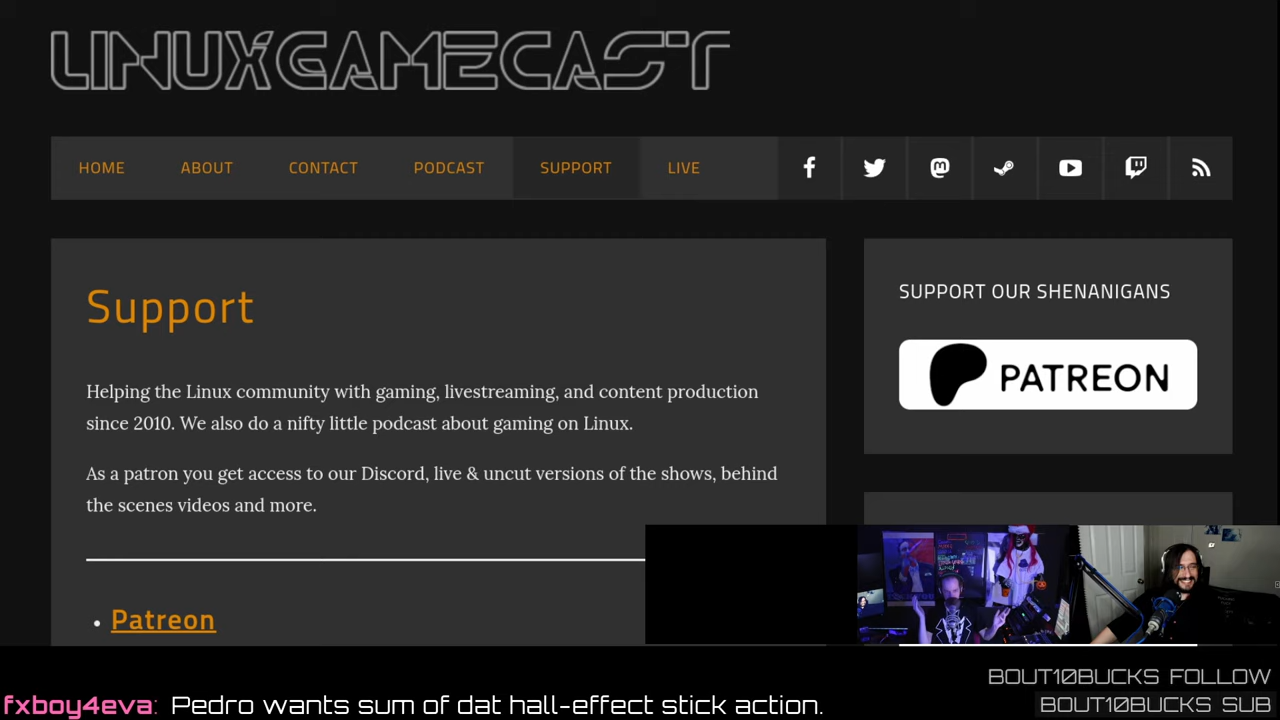 LINUXGAMECAST
HOME ABOUT CONTACT PODCAST SUPPORT LIVE
Support
Helping the Linux community with gaming, livestreaming, and content production
since 2010. We also do a nifty little podcast about gaming on Linux.
As a patron you get access to our Discord, live & uncut versions of the shows, behind
the scenes videos and more.
Patreon
SUPPORT OUR SHENANIGANS
PATREON
BOUT10BUCKS FOLLOW
BOUT10BUCKS SUB
fxboy4eva: Pedro wants sum of dat hall-effect stick action.